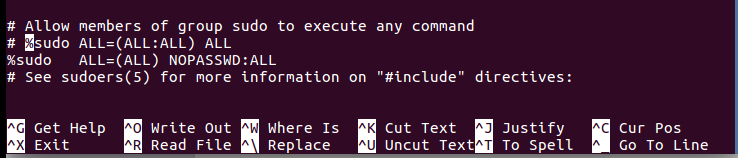 # Allow members of group sudo to execute any command
# %sudo ALL=(ALL:ALL) ALL
%sudo   ALL=(ALL) NOPASSWD:ALL
# See sudoers(5) for more information on "#include" directives:
^G Get Help  ^O Write Out ^W Where Is  ^K Cut Text  ^J Justify   ^C Cur Pos
^X Exit      ^R Read File ^\ Replace   ^U Uncut Text^T To Spell  ^_ Go To Line